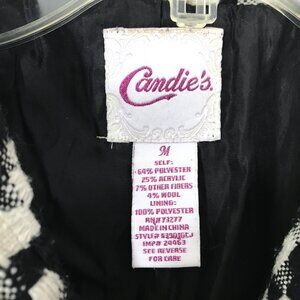 Candie's.
M
SELF:
64% POLYESTER
25% ACRYLIC
7% OTHER FIBERS
4% WOOL
LINING:
100% POLYESTER
RN#73277
MADE IN CHINA
IMP# 24463
SEE REVERSE
FOR CARE